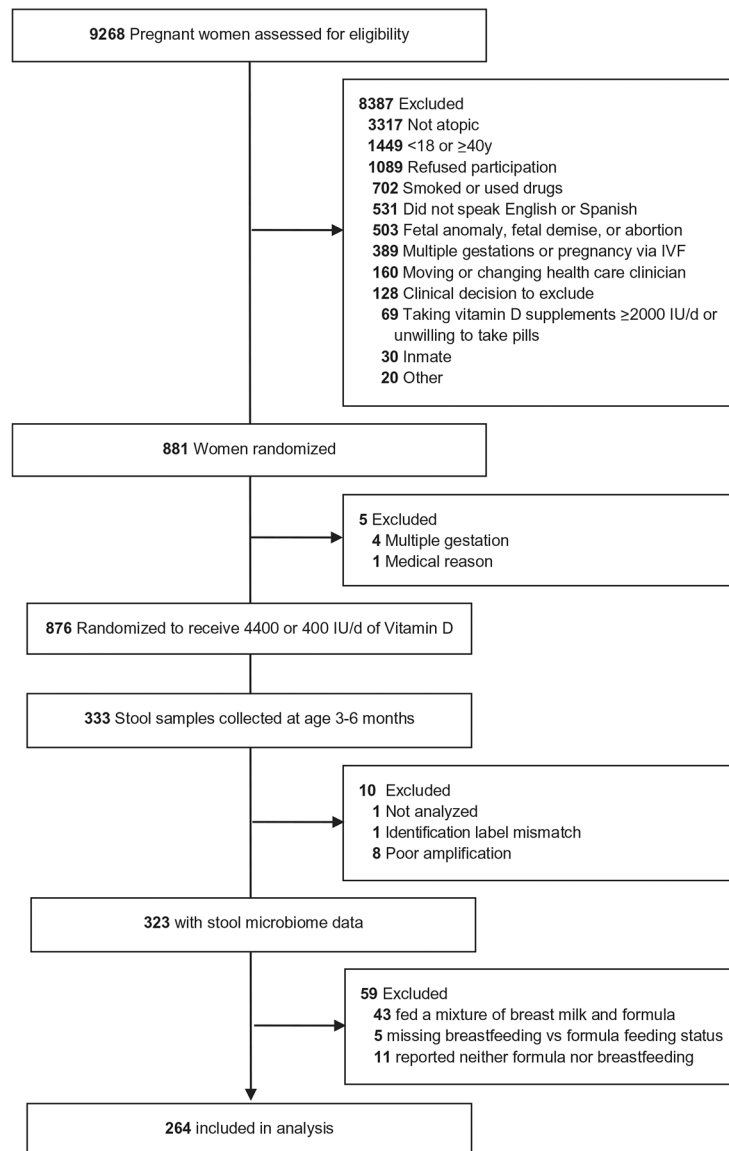 9268 Pregnant women assessed for eligibility
8387 Excluded
3317 Not atopic
1449 <18 or ≥40y
1089 Refused participation
702 Smoked or used drugs
531 Did not speak English or Spanish
503 Fetal anomaly, fetal demise, or abortion
389 Multiple gestations or pregnancy via IVF
160 Moving or changing health care clinician
128 Clinical decision to exclude
69 Taking vitamin D supplements ≥2000 IU/d or
unwilling to take pills
30 Inmate
20 Other
881 Women randomized
5 Excluded
4 Multiple gestation
1 Medical reason
876 Randomized to receive 4400 or 400 IU/d of Vitamin D
333 Stool samples collected at age 3-6 months
10 Excluded
1 Not analyzed
1 Identification label mismatch
8 Poor amplification
323 with stool microbiome data
59 Excluded
43 fed a mixture of breast milk and formula
5 missing breastfeeding vs formula feeding status
11 reported neither formula nor breastfeeding
264 included in analysis